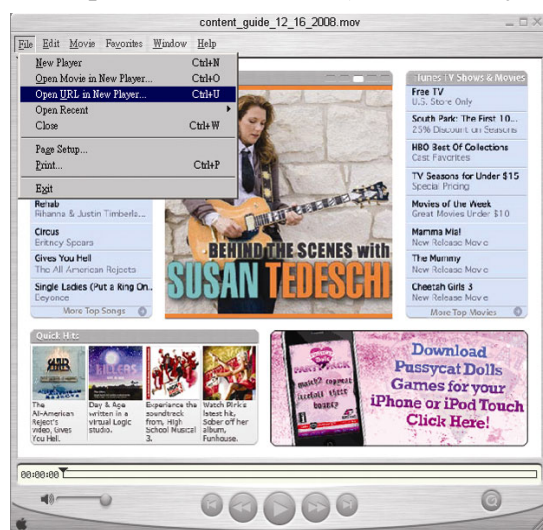 content_guide_12_16_2008.mov
File Edit Movie Favorites Window Help
New Player Ctrl+N
Open Movie in New Player... Ctrl+O
Open URL in New Player... Ctrl+U
Open Recent
Close Ctrl+W
Page Setup...
Print... Ctrl+P
Exit
Rehab
Rihanna & Justin Timberla...
Circus
Britney Spears
Gives You Hell
The All American Rejects
Single Ladies (Put a Ring On..
Beyonce
More Top Songs
BEHIND THE SCENES with
SUSAN TEDESCHI
iTunes TV Shows & Movies
Free TV
U.S. Store Only
South Park: The First 10...
25% Discount on Seasons
HBO Best Of Collections
Cast Favorites
TV Seasons for Under $15
Special Pricing
Movies of the Week
Great Movies Under $10
Mamma Mia!
New Release Movie
The Mummy
New Release Movie
Cheetah Girls 3
New Release Movie
More Top Movies
Quick Hits
The
All-American
Reject's
video, Gives
You Hell.
Day & Age
written in a
virtual Logic
studio.
Experience the
soundtrack
from, High
School Musical
3.
Watch P!nk's
latest hit,
Sober off her
album,
Funhouse.
Download
Pussycat Dolls
Games for your
iPhone or iPod Touch
Click Here!
00:00:00